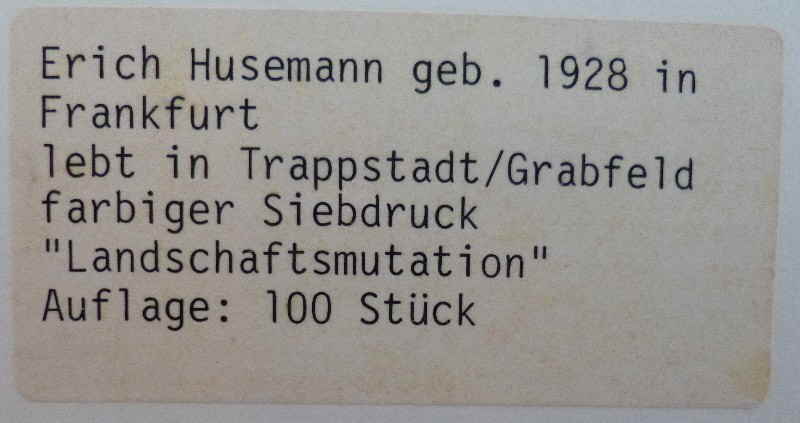 Erich Husemann geb. 1928 in
Frankfurt
lebt in Trappstadt/Grabfeld
farbiger Siebdruck
"Landschaftsmutation"
Auflage: 100 Stück